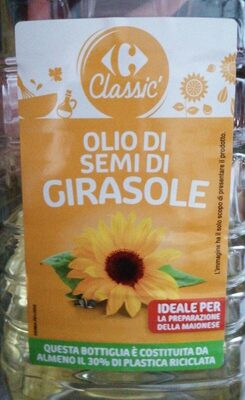 Classic'
OLIO DI
SEMI DI
GIRASOLE
L'immagine ha il solo scopo di presentare il prodotto.
IDEALE PER
LA PREPARAZIONE
DELLA MAIONESE
QUESTA BOTTIGLIA È COSTITUITA DA
ALMENO IL 30% DI PLASTICA RICICLATA